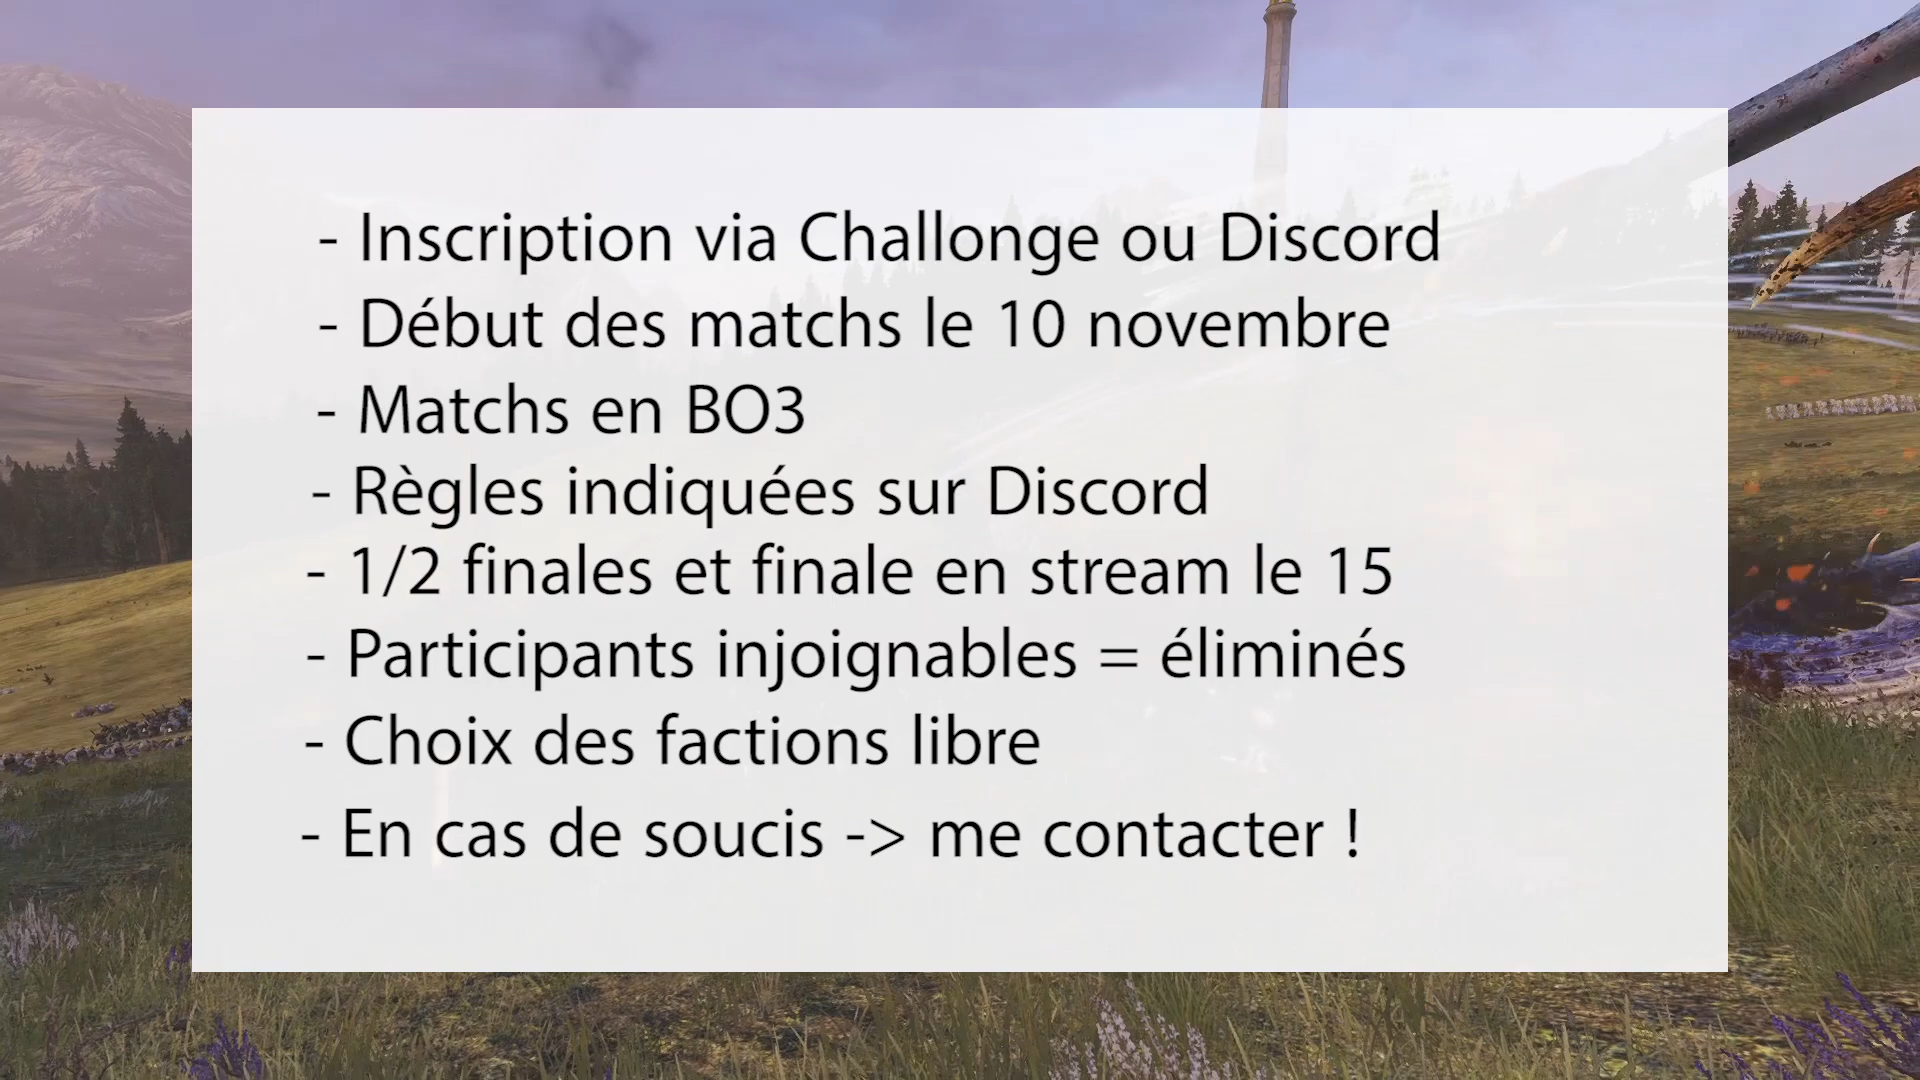 - Inscription via Challonge ou Discord
- Début des matchs le 10 novembre
- Matchs en BO3
- Règles indiquées sur Discord
- 1/2 finales et finale en stream le 15
- Participants injoignables = éliminés
- Choix des factions libre
- En cas de soucis -> me contacter !